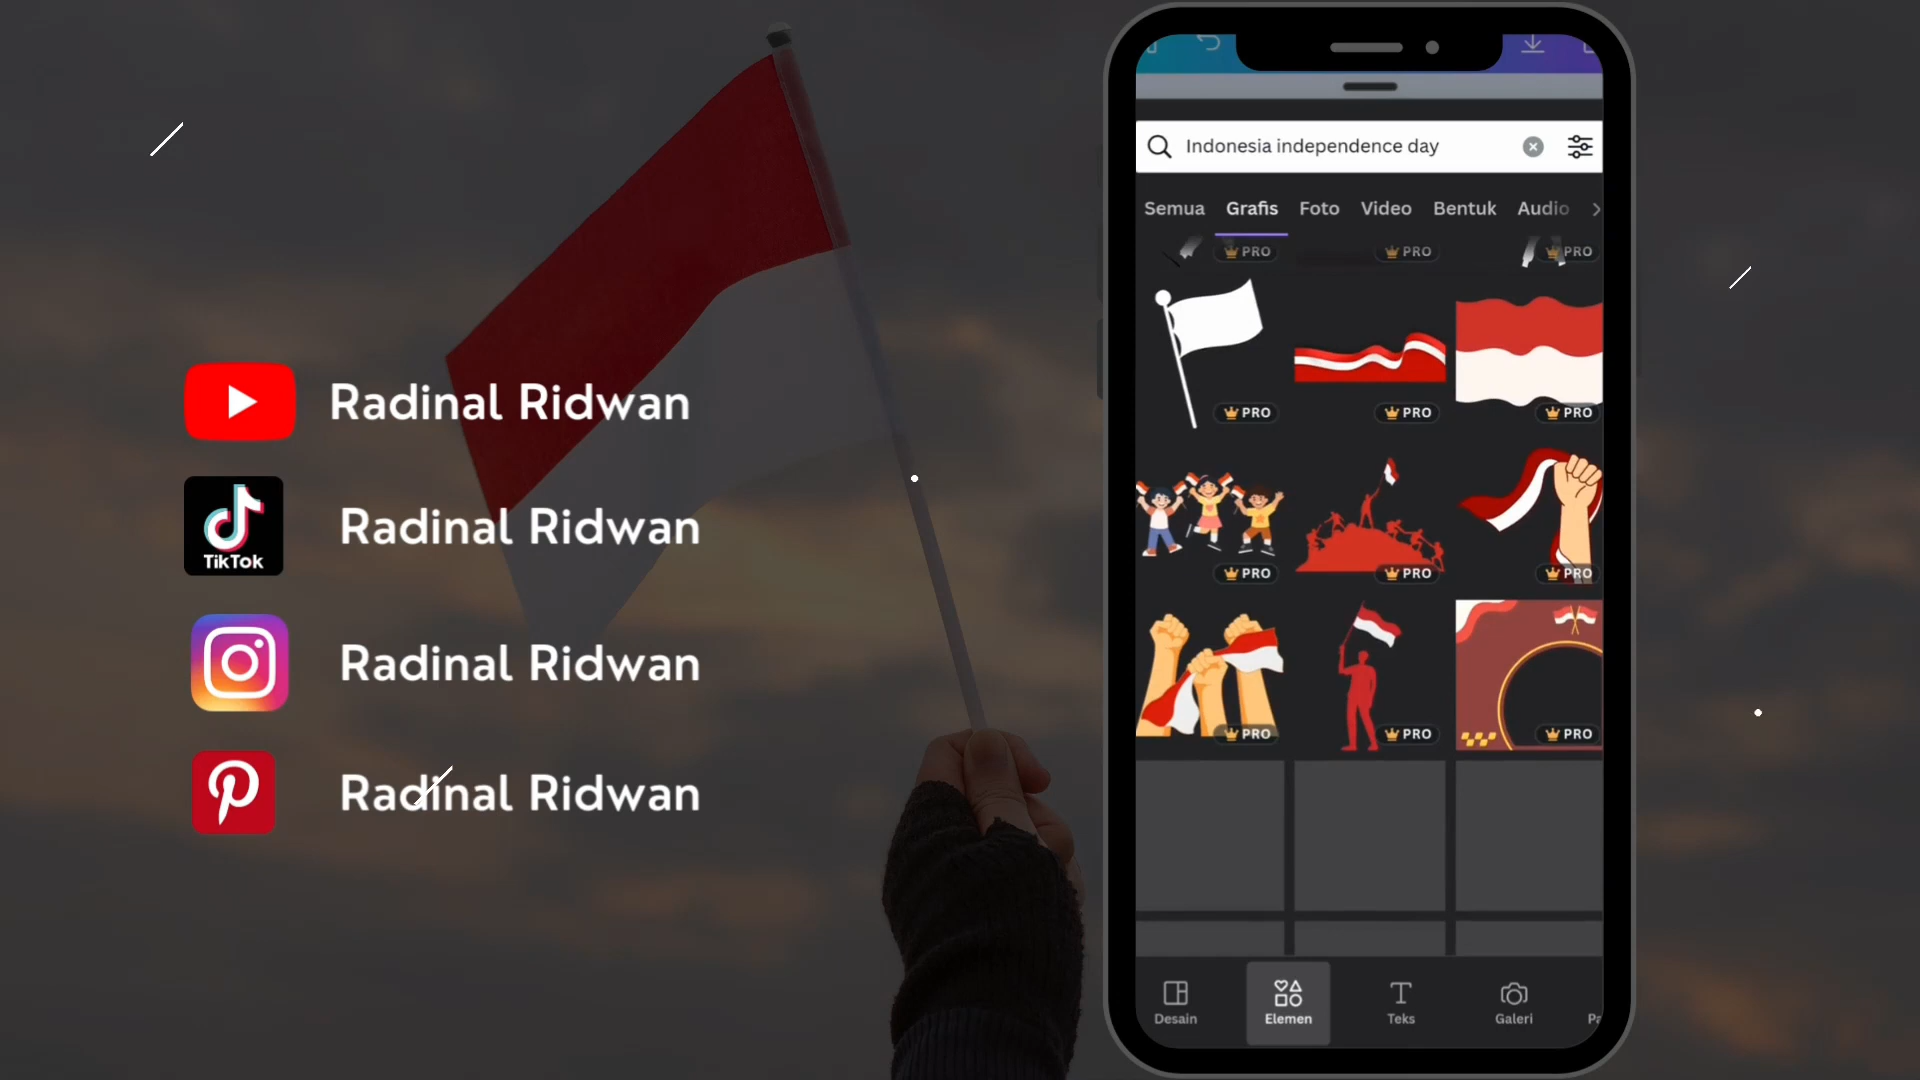 Radinal Ridwan
TikTok
Radinal Ridwan
Radinal Ridwan
Radinal Ridwan
Indonesia independence day
Semua Grafis Foto Video Bentuk Audio
PRO PRO PRO
PRO PRO PRO
PRO PRO PRO
PRO PRO PRO
Desain Elemen Teks Galeri